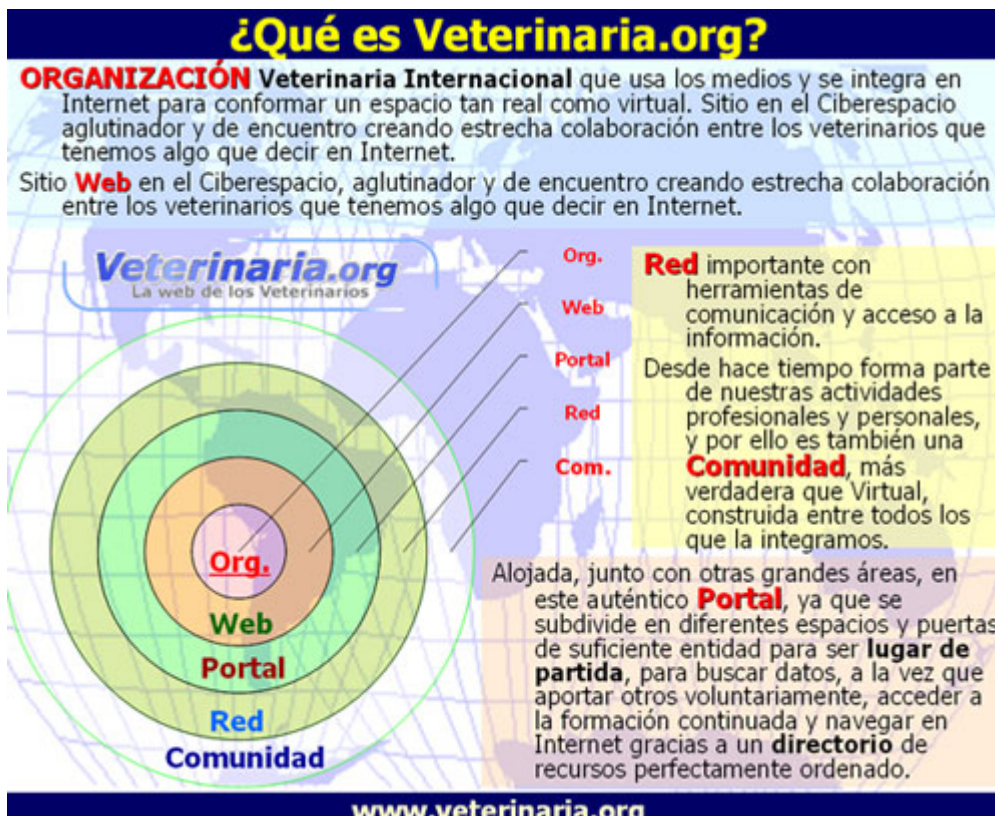 ¿Qué es Veterinaria.org?
ORGANIZACIÓN Veterinaria Internacional que usa los medios y se integra en
Internet para conformar un espacio tan real como virtual. Sitio en el Ciberespacio
aglutinador y de encuentro creando estrecha colaboración entre los veterinarios que
tenemos algo que decir en Internet.
Sitio Web en el Ciberespacio, aglutinador y de encuentro creando estrecha colaboración
entre los veterinarios que tenemos algo que decir en Internet.
Veterinaria.org
La web de los Veterinarios
Org.
Web
Portal
Red
Com.
Org.
Web
Portal
Red
Comunidad
Red importante con
herramientas de
comunicación y acceso a la
información.
Desde hace tiempo forma parte
de nuestras actividades
profesionales y personales,
y por ello es también una
Comunidad, más
verdadera que Virtual,
construida entre todos los
que la integramos.
Alojada, junto con otras grandes áreas, en
este auténtico Portal, ya que se
subdivide en diferentes espacios y puertas
de suficiente entidad para ser lugar de
partida, para buscar datos, a la vez que
aportar otros voluntariamente, acceder a
la formación continuada y navegar en
Internet gracias a un directorio de
recursos perfectamente ordenado.
www.veterinaria.org